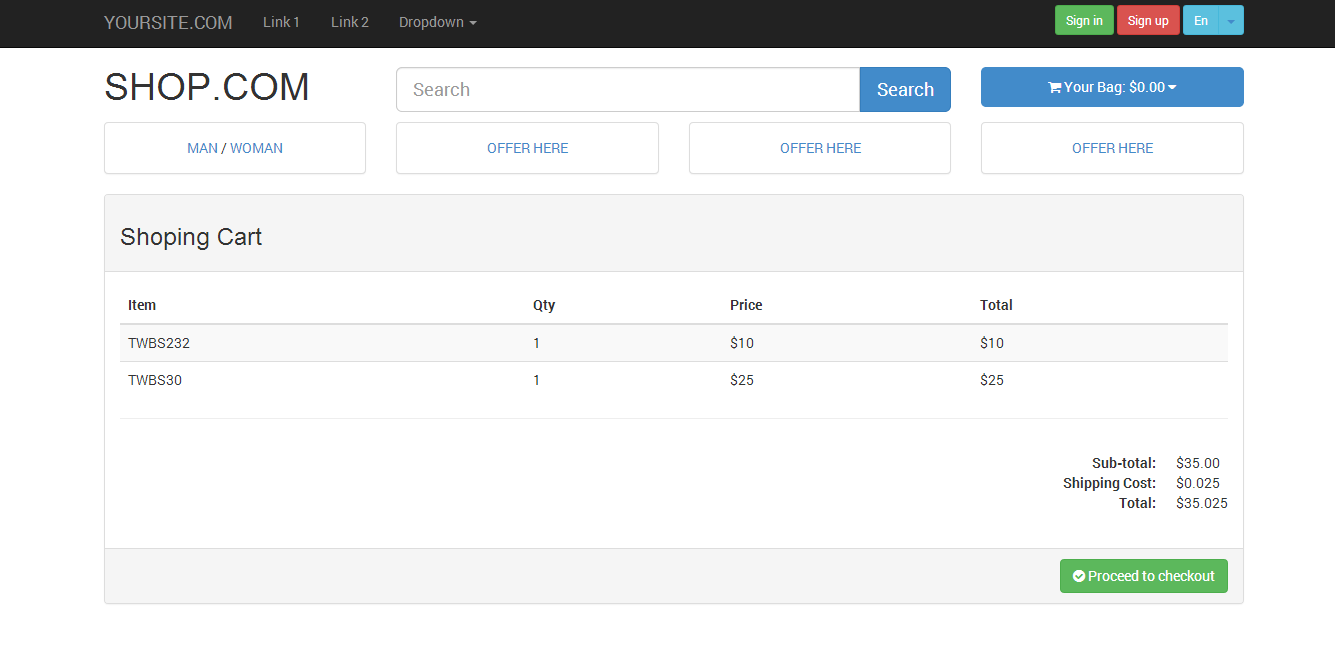 YOURSITE.COM Link 1 Link 2 Dropdown Sign in Sign up En
SHOP.COM Search Search Your Bag: $0.00
MAN / WOMAN OFFER HERE OFFER HERE OFFER HERE
Shoping Cart
Item Qty Price Total
TWBS232 1 $10 $10
TWBS30 1 $25 $25
Sub-total: $35.00
Shipping Cost: $0.025
Total: $35.025
Proceed to checkout